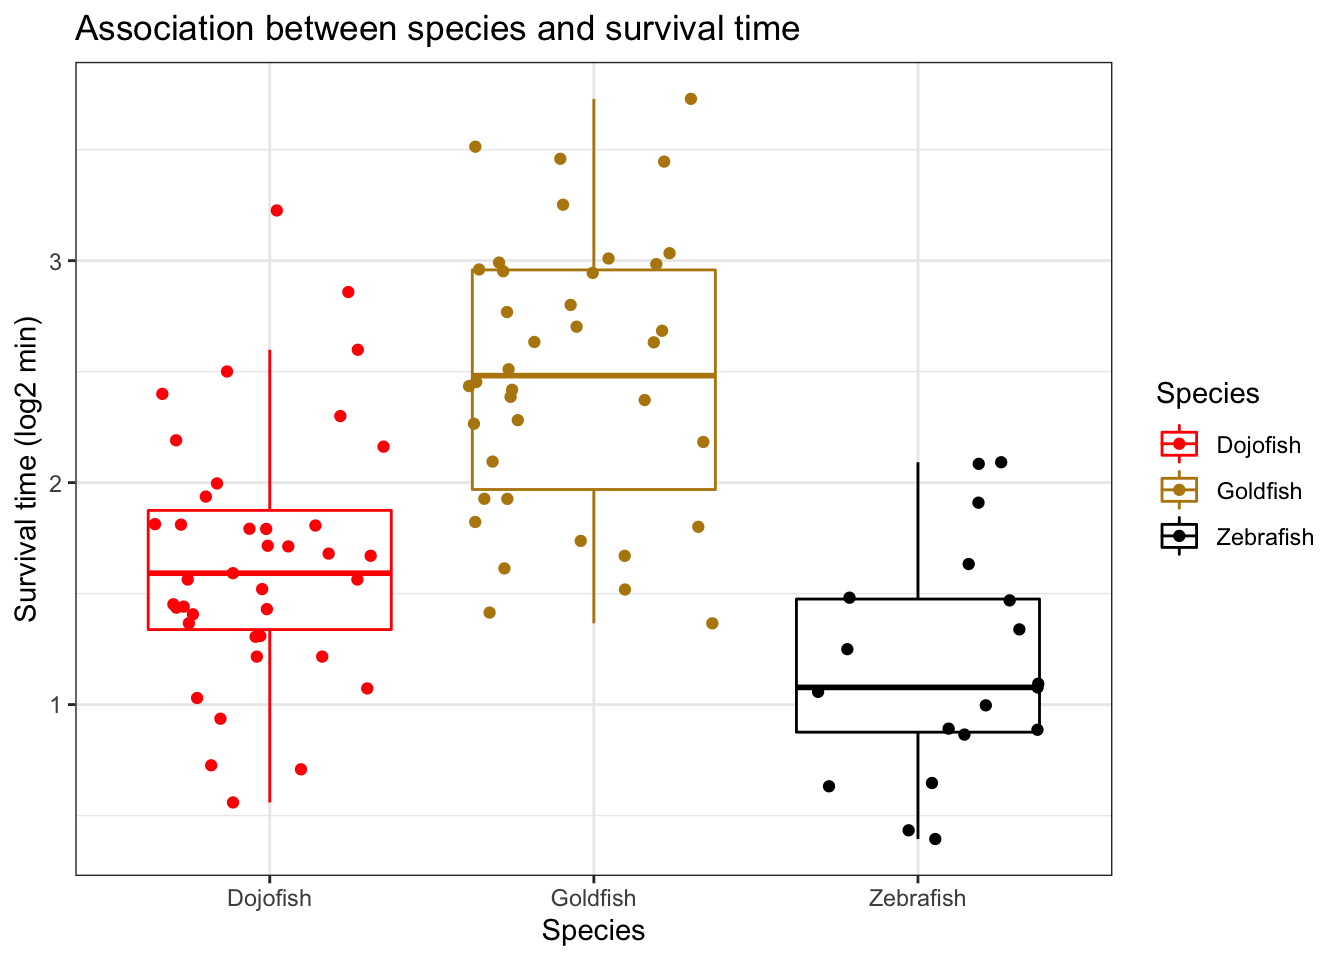 Association between species and survival time
Survival time (log2 min)
3
2
1
Dojofish
Goldfish
Zebrafish
Species
Species
Dojofish
Goldfish
Zebrafish